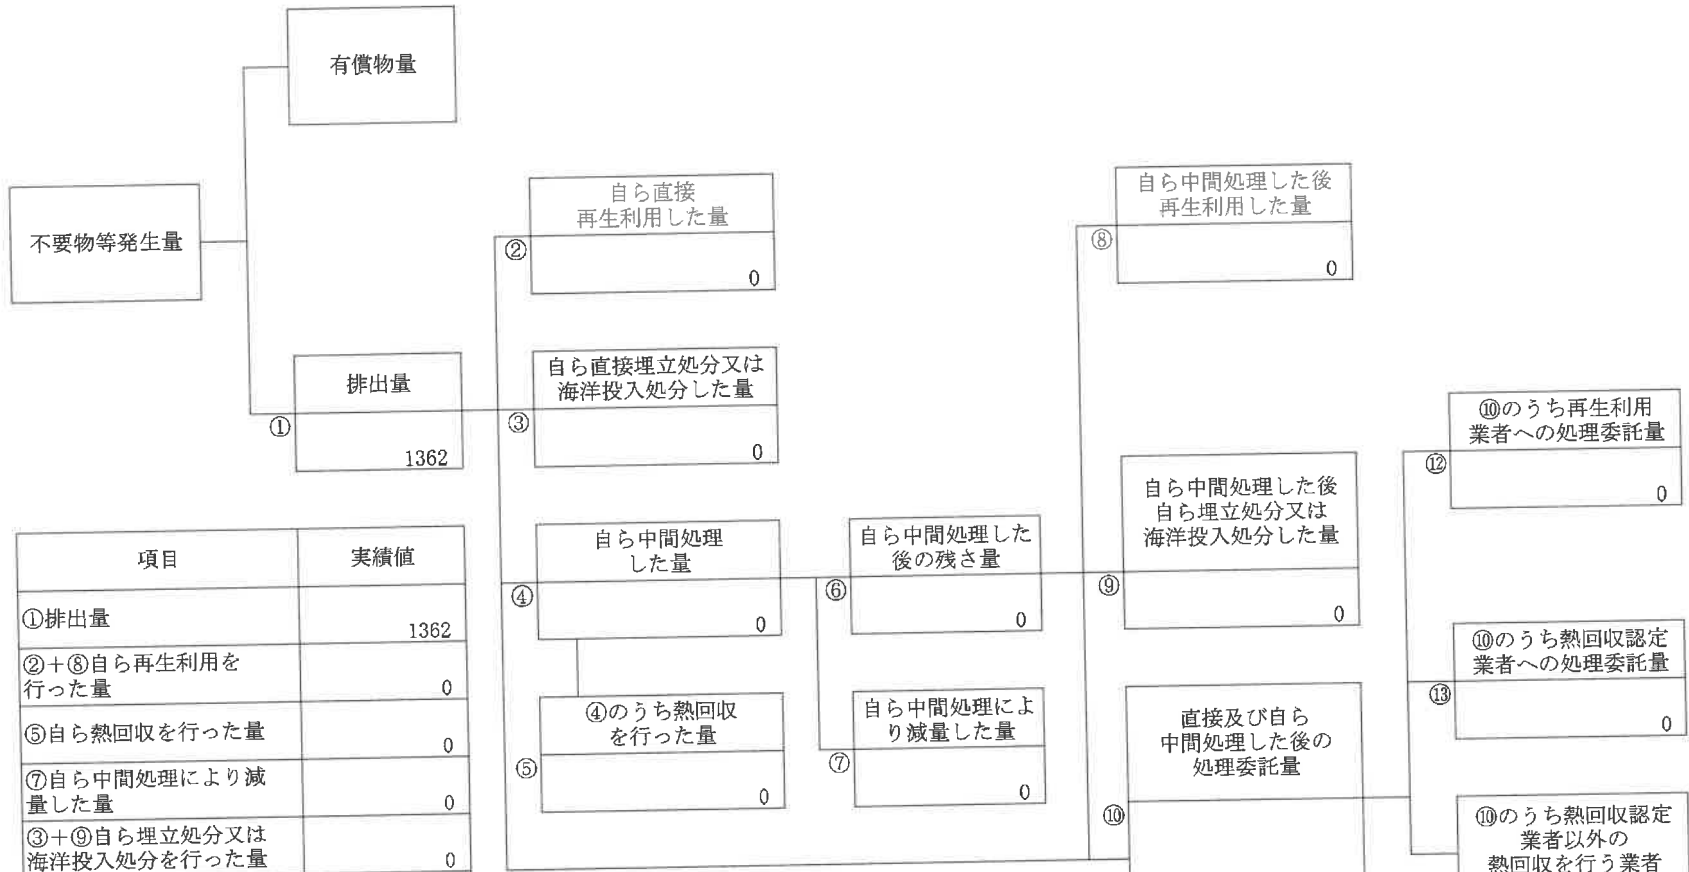 有償物量
不要物等発生量
排出量
①
1362
自ら直接
再生利用した量
②
0
自ら直接埋立処分又は
海洋投入処分した量
③
0
自ら中間処理
した量
④
0
④のうち熱回収
を行った量
⑤
0
自ら中間処理した
後の残さ量
⑥
0
自ら中間処理によ
り減量した量
⑦
0
自ら中間処理した後
再生利用した量
⑧
0
自ら中間処理した後
自ら埋立処分又は
海洋投入処分した量
⑨
0
直接及び自ら
中間処理した後の
処理委託量
⑩
⑩のうち再生利用
業者への処理委託量
⑫
0
⑩のうち熱回収認定
業者への処理委託量
⑬
0
⑩のうち熱回収認定
業者以外の
熱回収を行う業者
項目 実績値
①排出量 1362
②+⑧自ら再生利用を
行った量 0
⑤自ら熱回収を行った量 0
⑦自ら中間処理により減
量した量 0
③+⑨自ら埋立処分又は
海洋投入処分を行った量 0